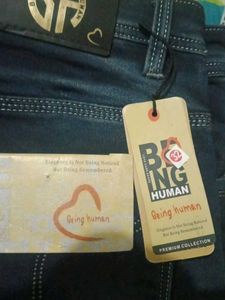 Elegance Is Not Being Noticed
But Being Remembered
Being human
BEING
HUMAN
Being human
Elegance Is Not Being Noticed
But Being Remembered
PREMIUM COLLECTION